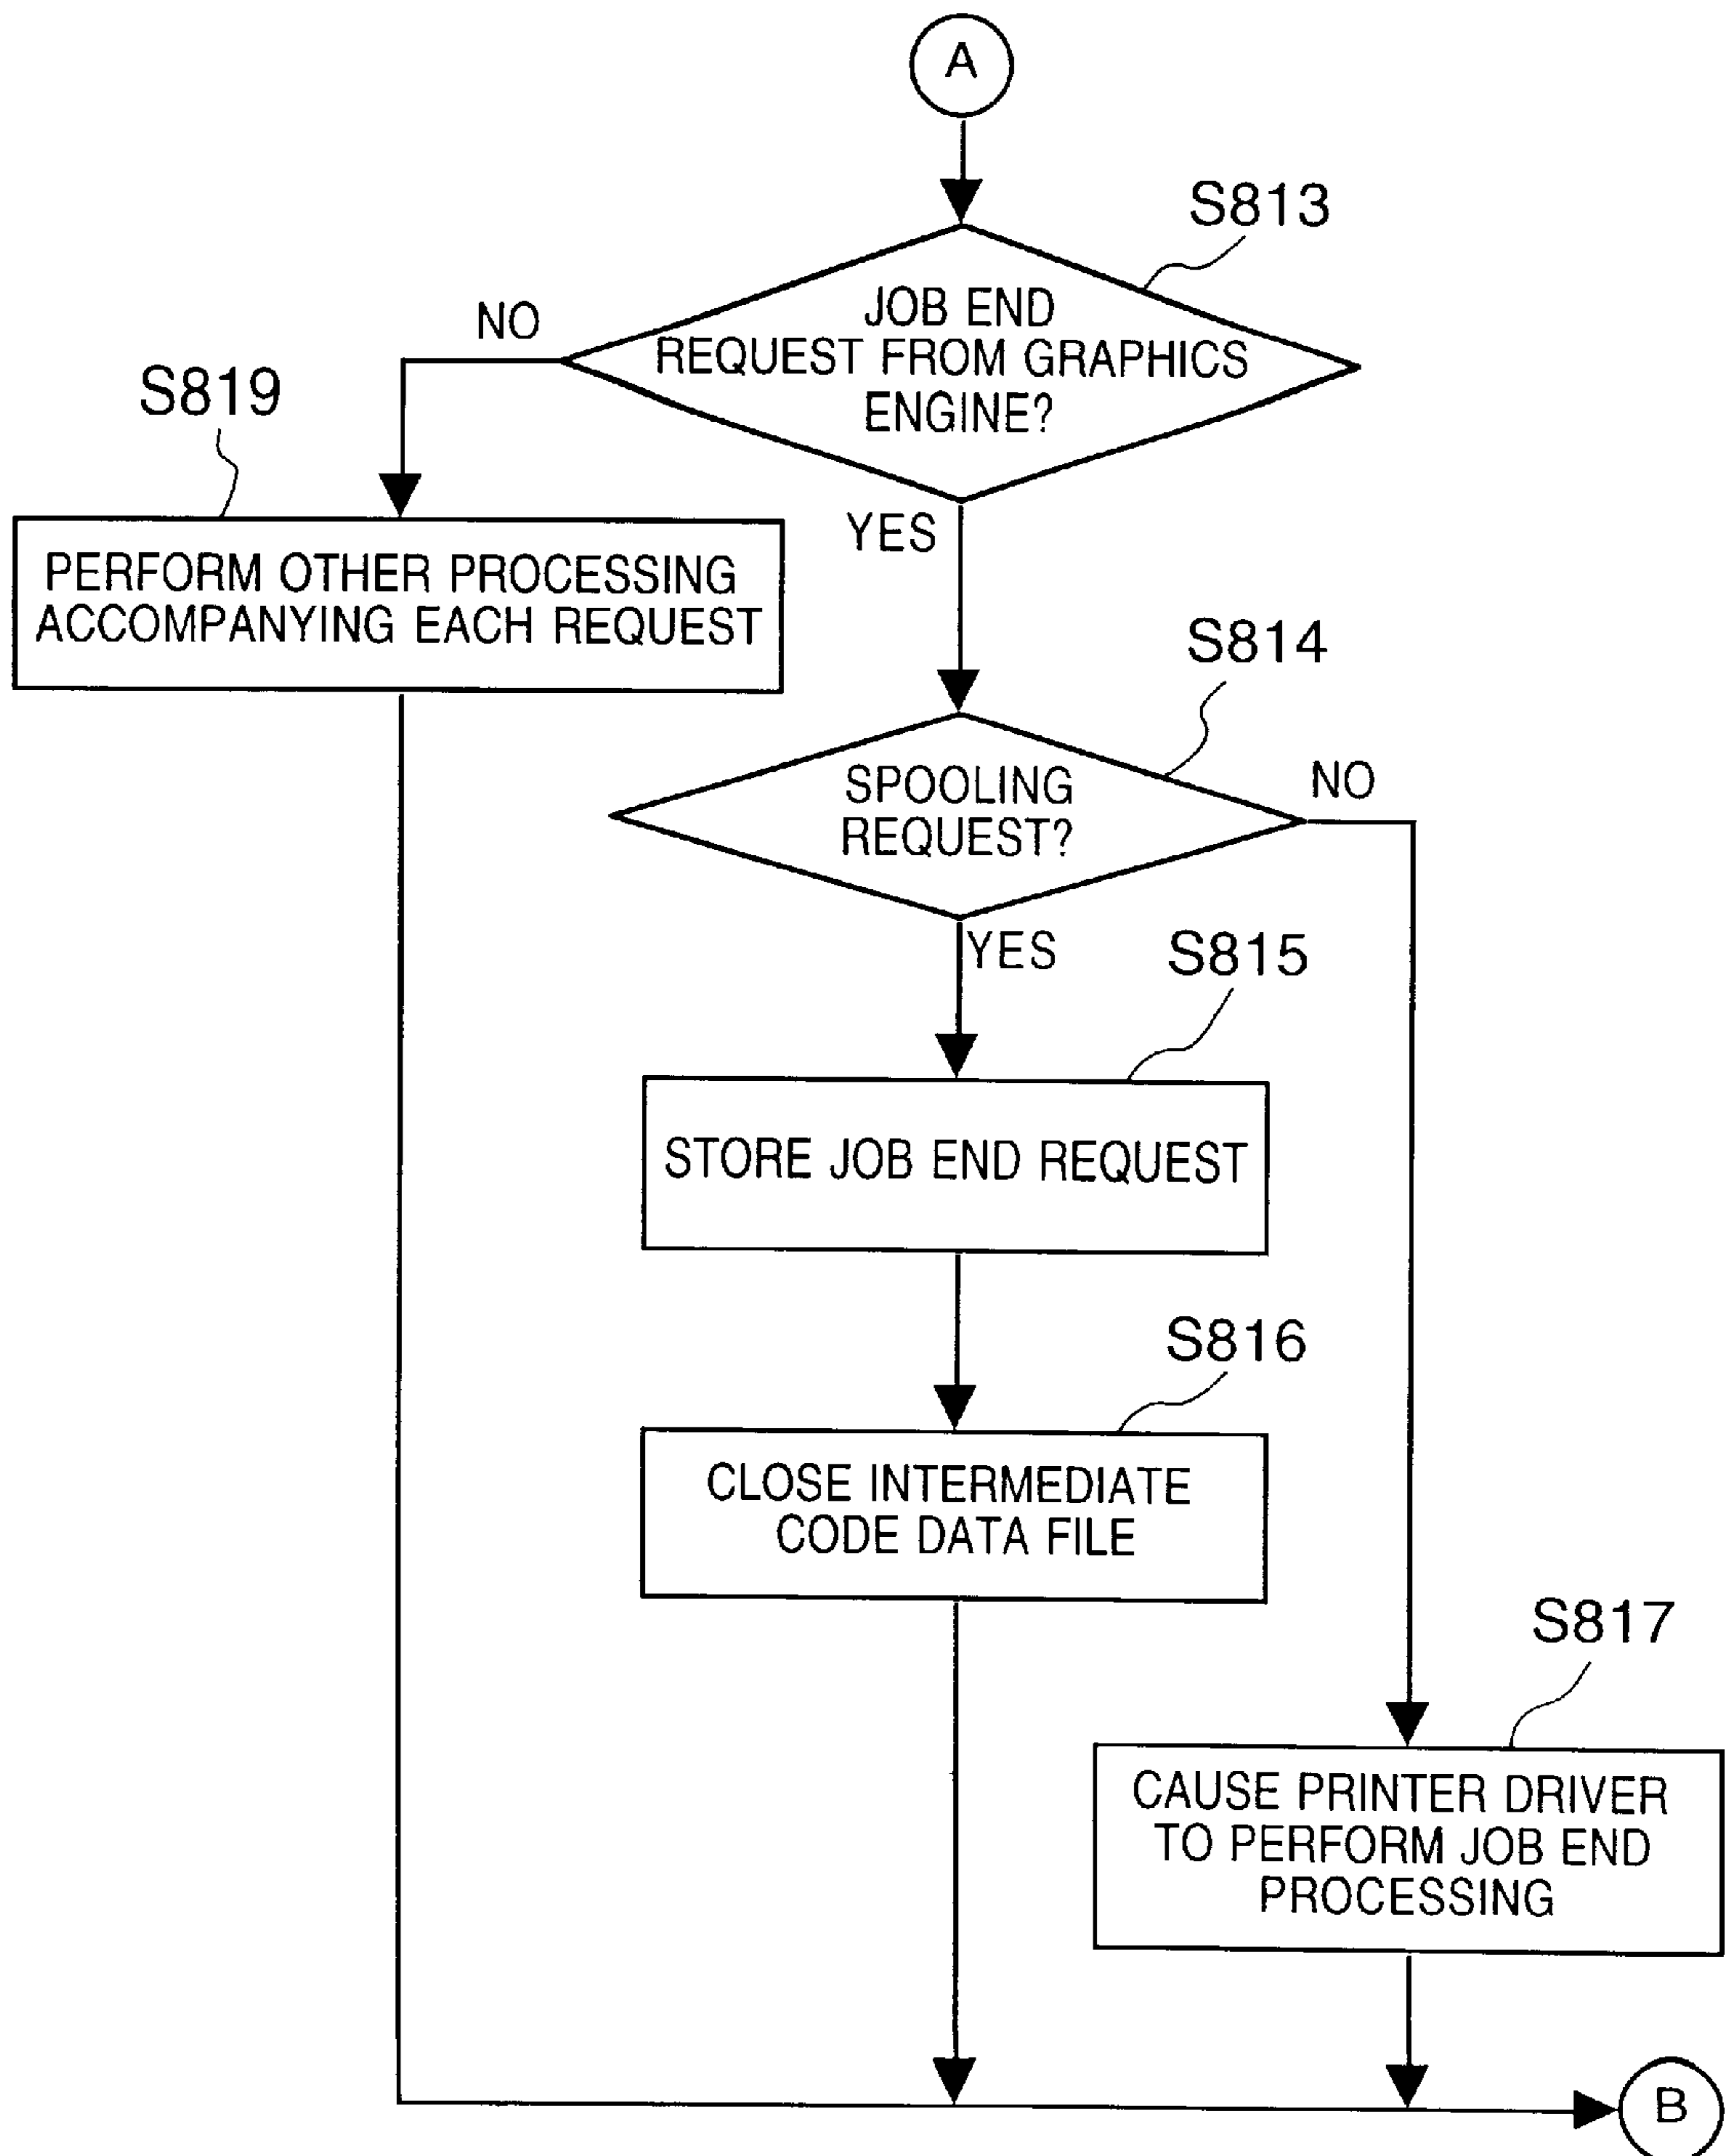 A
S813
JOB END
REQUEST FROM GRAPHICS
ENGINE?
NO
S819
PERFORM OTHER PROCESSING
ACCOMPANYING EACH REQUEST
YES
S814
SPOOLING
REQUEST?
NO
YES
S815
STORE JOB END REQUEST
S816
CLOSE INTERMEDIATE
CODE DATA FILE
S817
CAUSE PRINTER DRIVER
TO PERFORM JOB END
PROCESSING
B